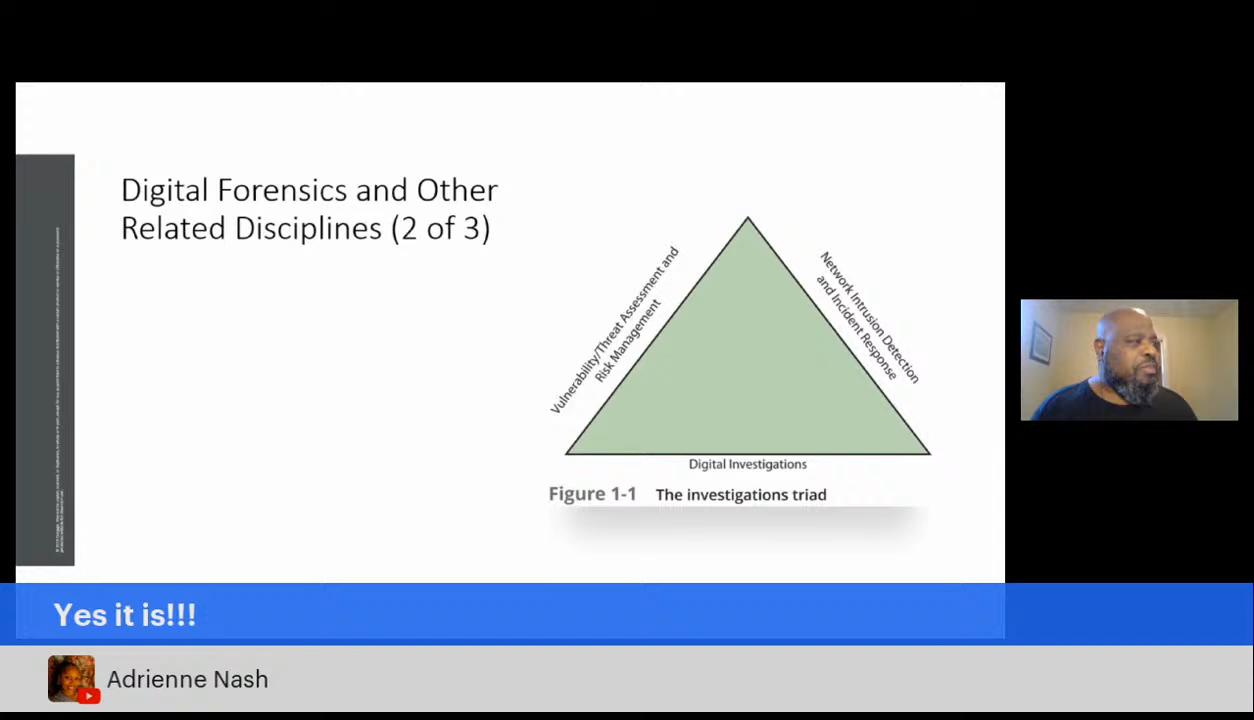 Digital Forensics and Other
Related Disciplines (2 of 3)
Vulnerability/Threat Assessment and
Risk Management
Network Intrusion Detection
and Incident Response
Digital Investigations
Figure 1-1 The investigations triad
Yes it is!!!
Adrienne Nash